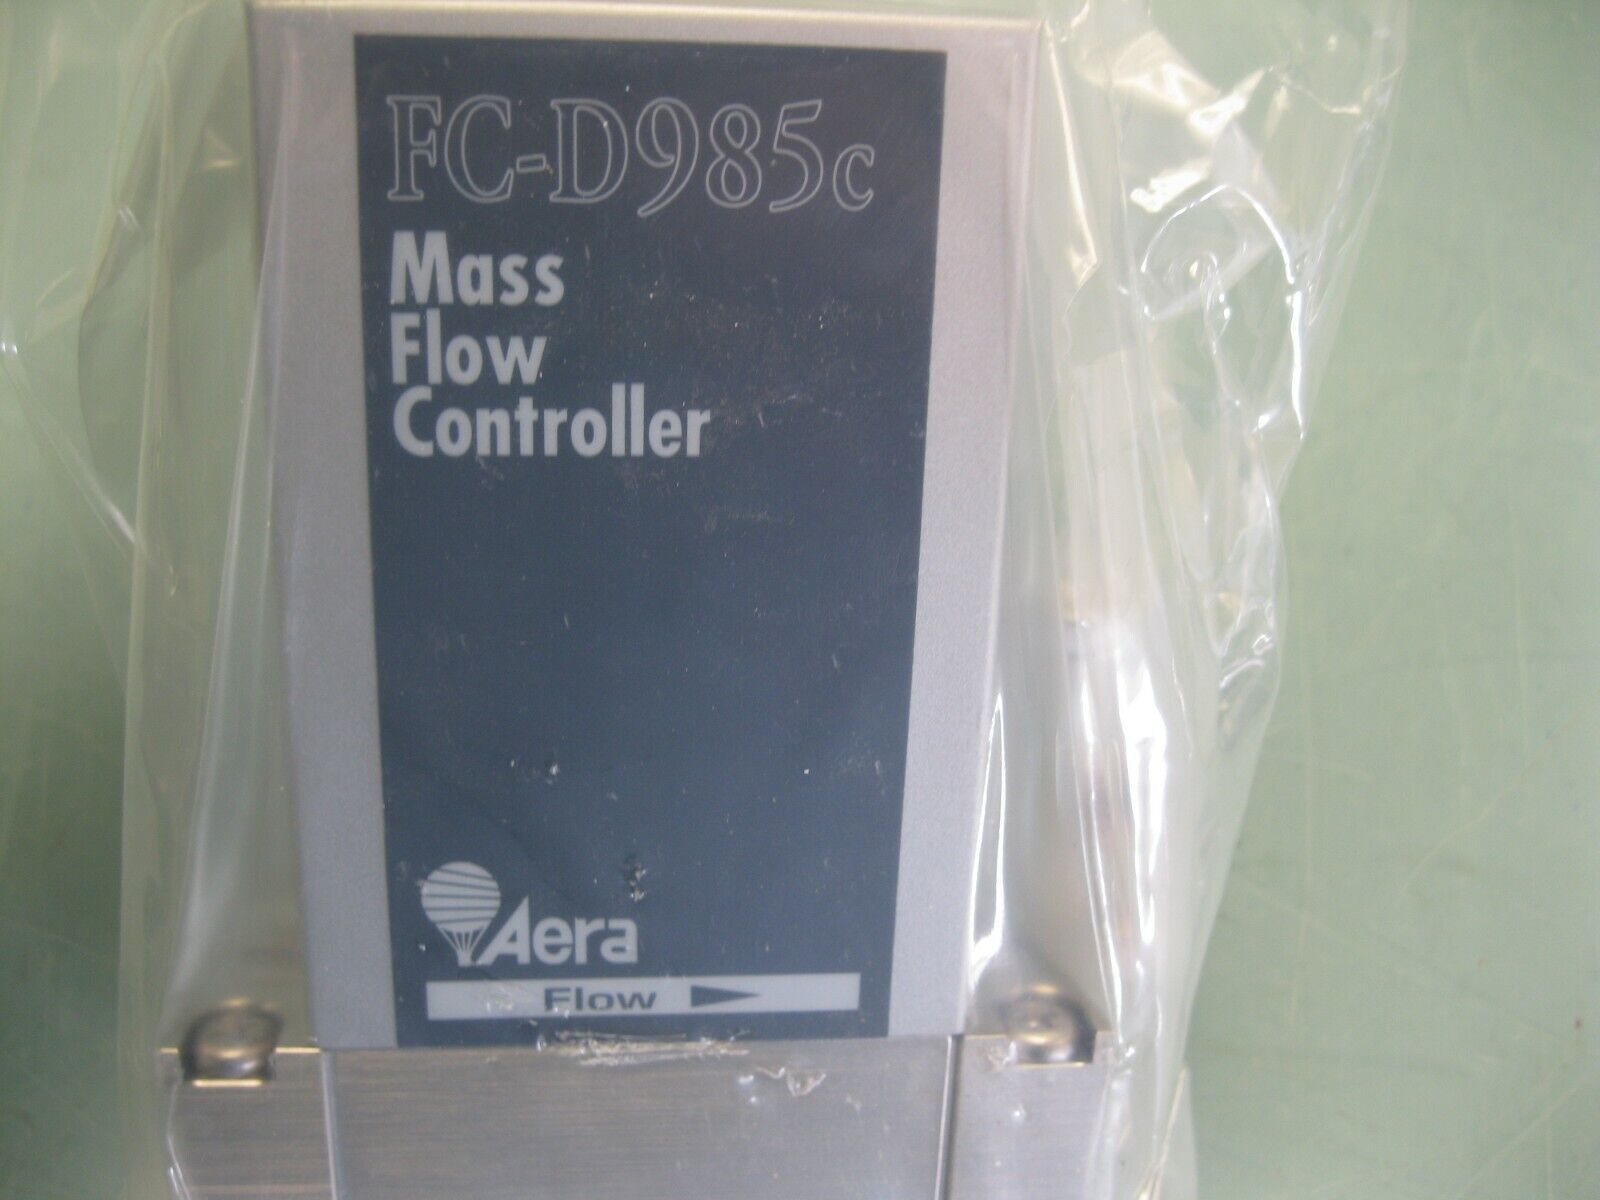 FC-D985c
Mass
Flow
Controller
Aera
Flow